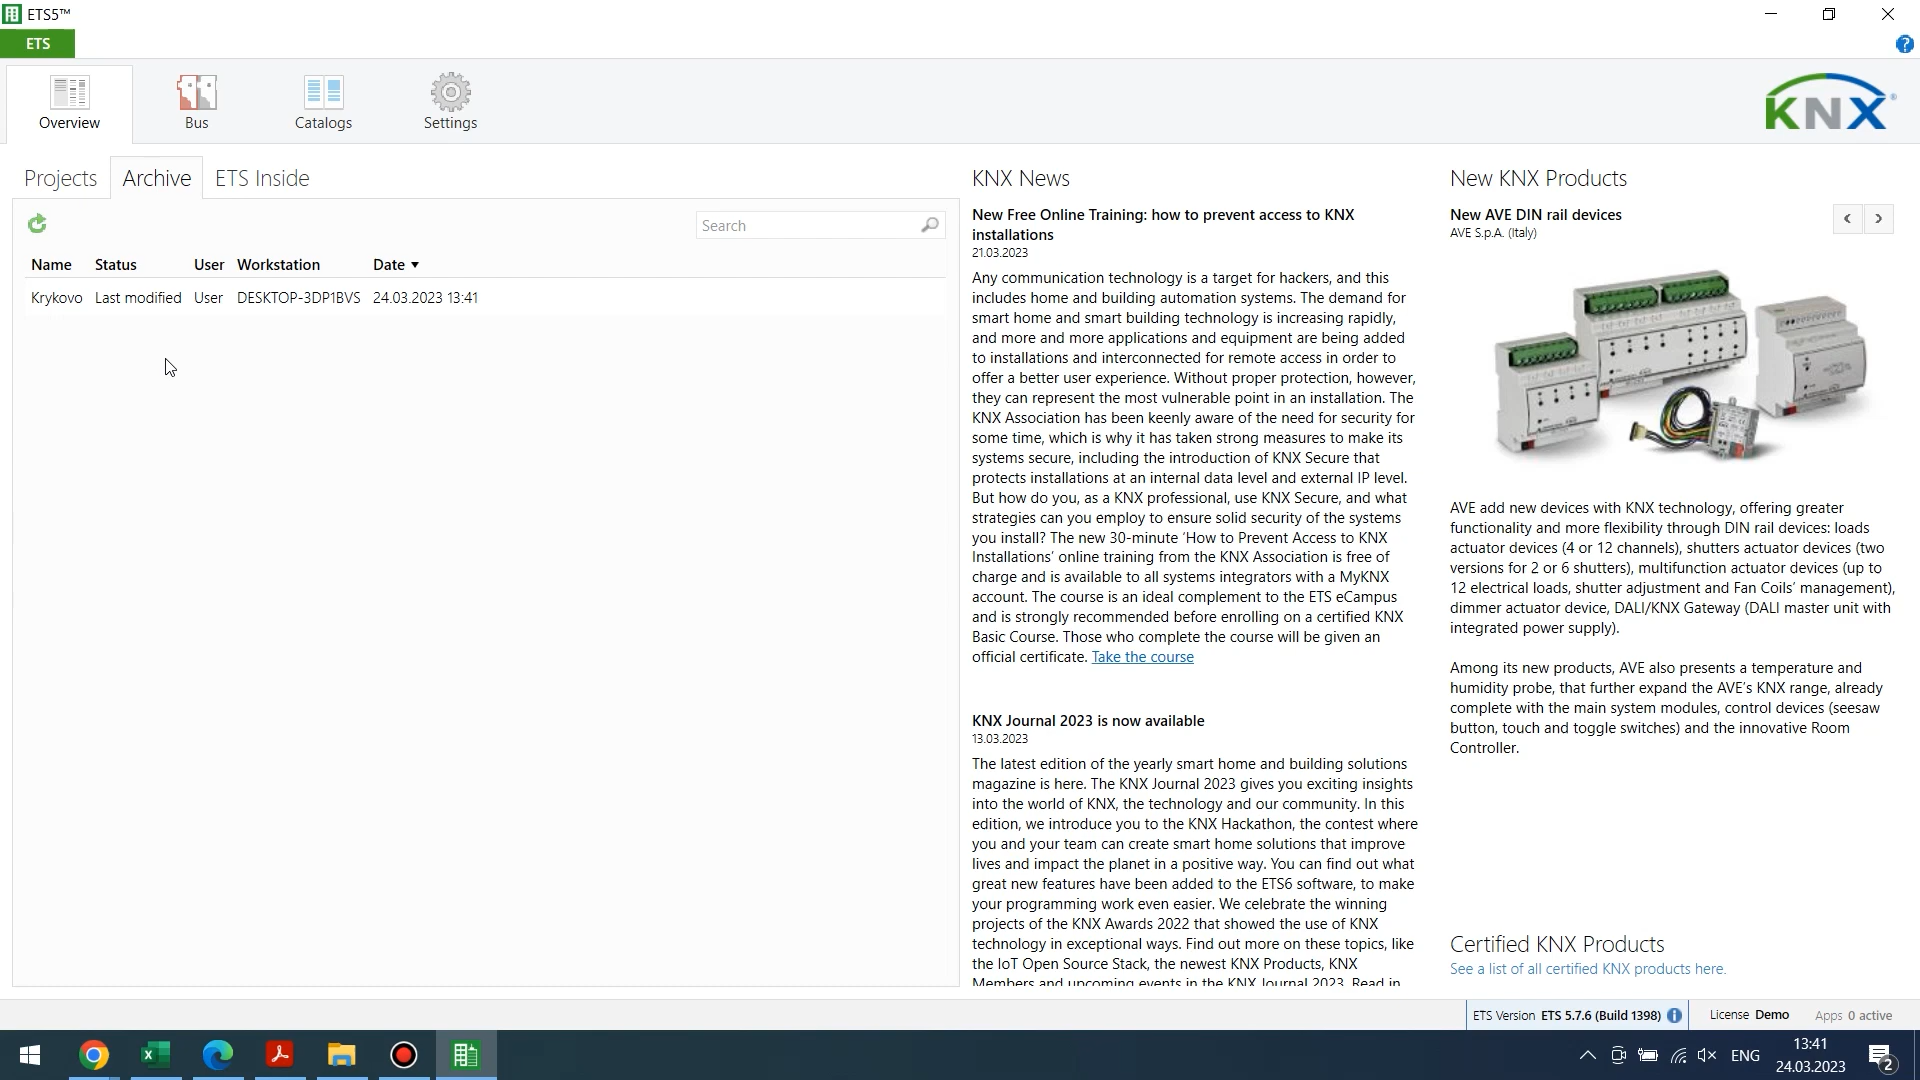 ETS5™
ETS
Overview
Bus
Catalogs
Settings
KNX®
Projects
Archive
ETS Inside
Search
Name Status User Workstation Date
Krykovo Last modified User DESKTOP-3DP1BVS 24.03.2023 13:41
KNX News
New Free Online Training: how to prevent access to KNX
installations
21.03.2023
Any communication technology is a target for hackers, and this
includes home and building automation systems. The demand for
smart home and smart building technology is increasing rapidly,
and more and more applications and equipment are being added
to installations and interconnected for remote access in order to
offer a better user experience. Without proper protection, however,
they can represent the most vulnerable point in an installation. The
KNX Association has been keenly aware of the need for security for
some time, which is why it has taken strong measures to make its
systems secure, including the introduction of KNX Secure that
protects installations at an internal data level and external IP level.
But how do you, as a KNX professional, use KNX Secure, and what
strategies can you employ to ensure solid security of the systems
you install? The new 30-minute ‘How to Prevent Access to KNX
Installations’ online training from the KNX Association is free of
charge and is available to all systems integrators with a MyKNX
account. The course is an ideal complement to the ETS eCampus
and is strongly recommended before enrolling on a certified KNX
Basic Course. Those who complete the course will be given an
official certificate. Take the course
KNX Journal 2023 is now available
13.03.2023
The latest edition of the yearly smart home and building solutions
magazine is here. The KNX Journal 2023 gives you exciting insights
into the world of KNX, the technology and our community. In this
edition, we introduce you to the KNX Hackathon, the contest where
you and your team can create smart home solutions that improve
lives and impact the planet in a positive way. You can find out what
great new features have been added to the ETS6 software, to make
your programming work even easier. We celebrate the winning
projects of the KNX Awards 2022 that showed the use of KNX
technology in exceptional ways. Find out more on these topics, like
the IoT Open Source Stack, the newest KNX Products, KNX
Members and upcoming events in the KNX Journal 2023. Read in
New KNX Products
New AVE DIN rail devices
AVE S.p.A. (Italy)
AVE add new devices with KNX technology, offering greater
functionality and more flexibility through DIN rail devices: loads
actuator devices (4 or 12 channels), shutters actuator devices (two
versions for 2 or 6 shutters), multifunction actuator devices (up to
12 electrical loads, shutter adjustment and Fan Coils’ management),
dimmer actuator device, DALI/KNX Gateway (DALI master unit with
integrated power supply).
Among its new products, AVE also presents a temperature and
humidity probe, that further expand the AVE's KNX range, already
complete with the main system modules, control devices (seesaw
button, touch and toggle switches) and the innovative Room
Controller.
Certified KNX Products
See a list of all certified KNX products here.
ETS Version ETS 5.7.6 (Build 1398)
License Demo
Apps 0 active
ENG
13:41
24.03.2023
2